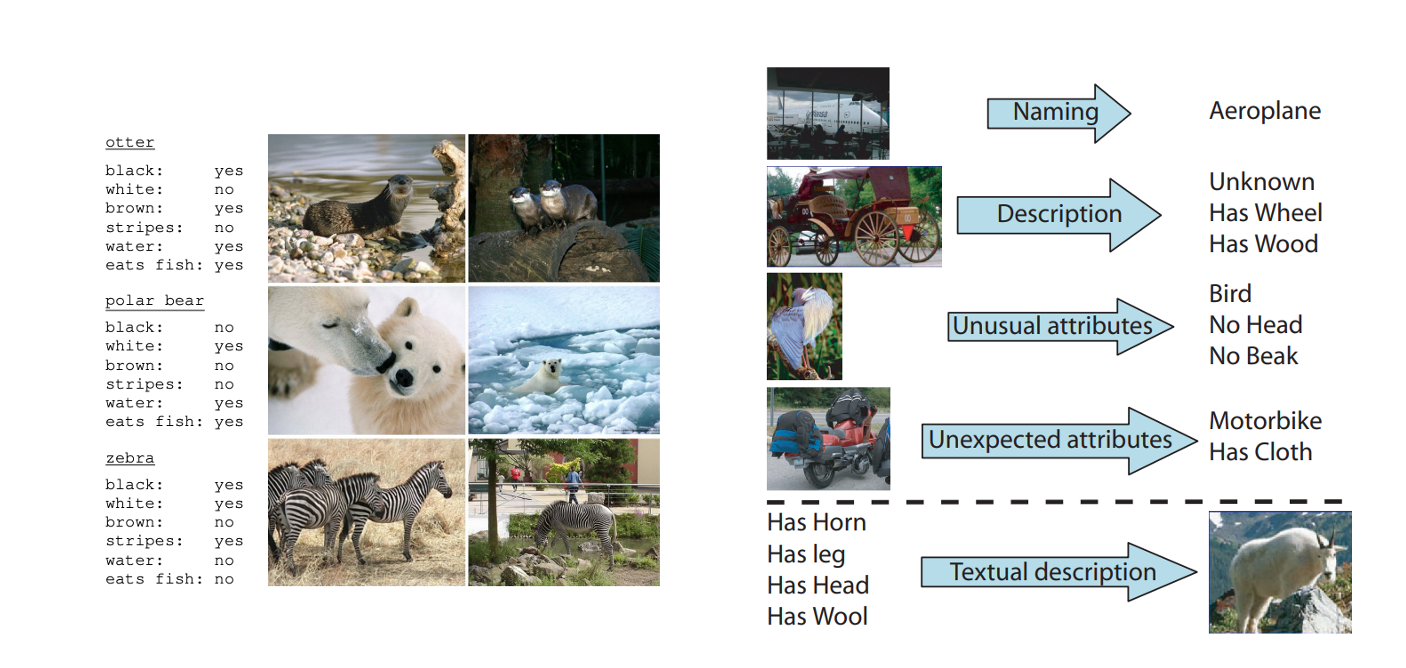 otter
black: yes
white: no
brown: yes
stripes: no
water: yes
eats fish: yes
polar bear
black: no
white: yes
brown: no
stripes: no
water: yes
eats fish: yes
zebra
black: yes
white: yes
brown: no
stripes: yes
water: no
eats fish: no
Naming
Aeroplane
Description
Unknown
Has Wheel
Has Wood
Unusual attributes
Bird
No Head
No Beak
Unexpected attributes
Motorbike
Has Cloth
Has Horn
Has leg
Has Head
Has Wool
Textual description